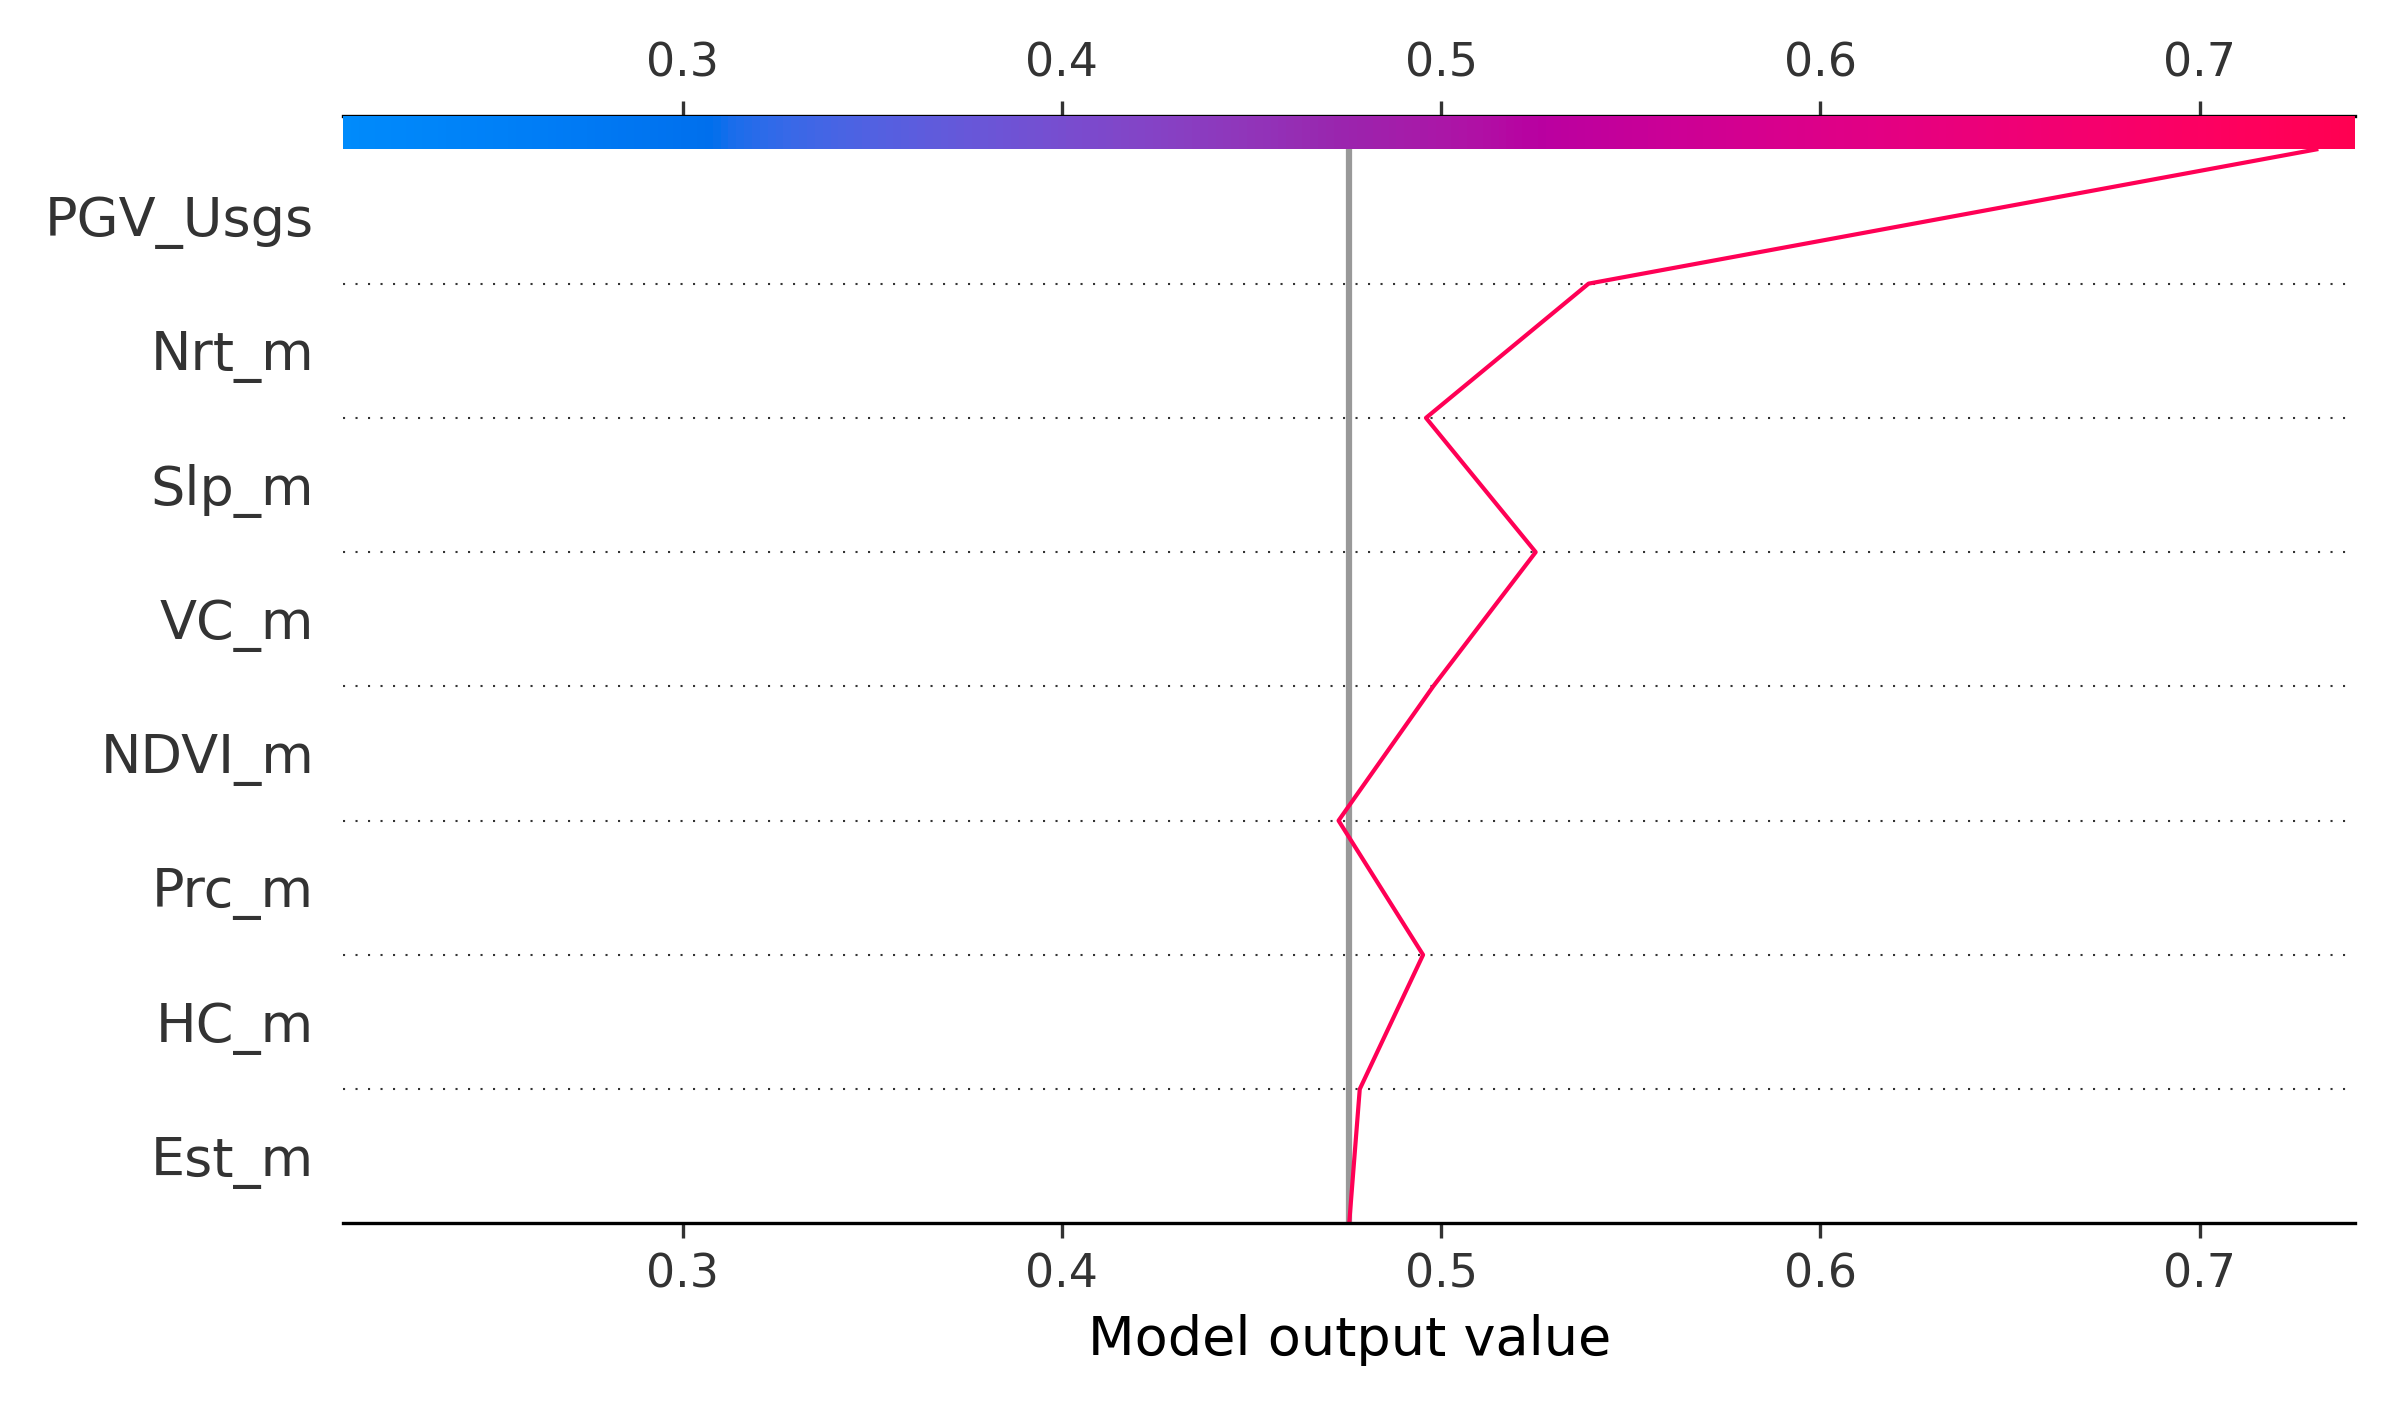 0.3 0.4 0.5 0.6 0.7
PGV_Usgs
Nrt_m
Slp_m
VC_m
NDVI_m
Prc_m
HC_m
Est_m
0.3 0.4 0.5 0.6 0.7
Model output value